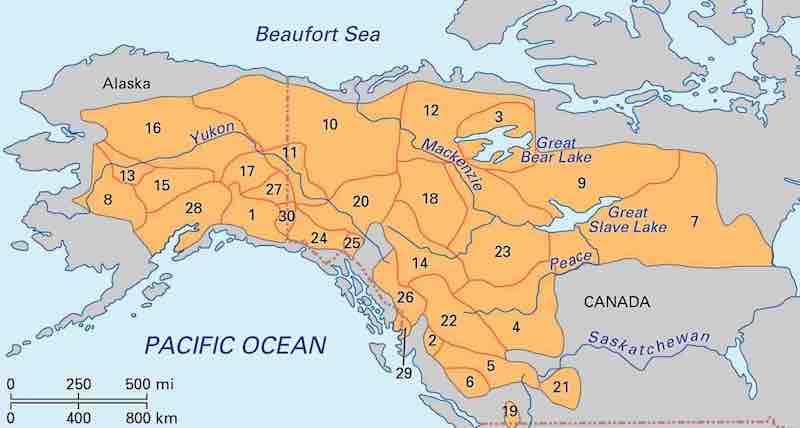 Beaufort Sea
Alaska
16
Yukon
10
12
3
Great
Bear Lake
Mackenzie
11
13
17
15
27
8
28
1
30
20
18
9
7
Great
Slave Lake
24
25
23
14
Peace
26
CANADA
22
4
2
PACIFIC OCEAN
Saskatchewan
29
5
6
21
19
0 250 500 mi
0 400 800 km